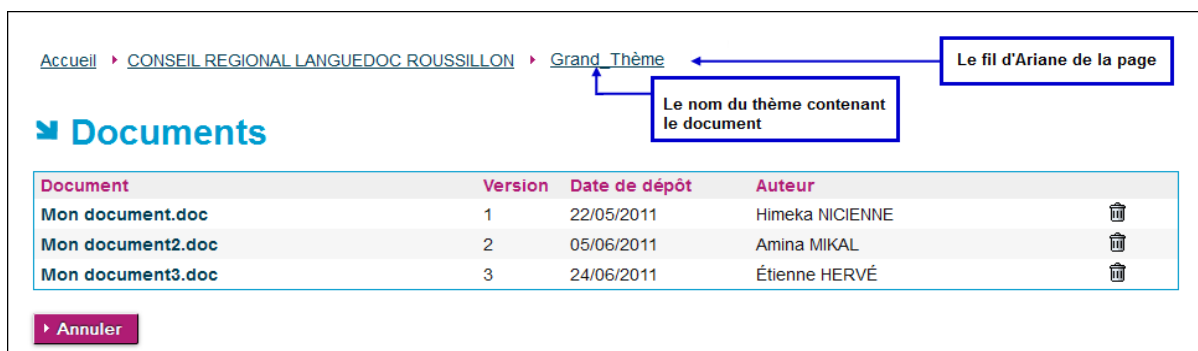 Accueil CONSEIL REGIONAL LANGUEDOC ROUSSILLON Grand_Thème
Le fil d'Ariane de la page
Le nom du thème contenant
le document
Documents
Document Version Date de dépôt Auteur
Mon document.doc 1 22/05/2011 Himeka NICIENNE
Mon document2.doc 2 05/06/2011 Amina MIKAL
Mon document3.doc 3 24/06/2011 Étienne HERVÉ
Annuler